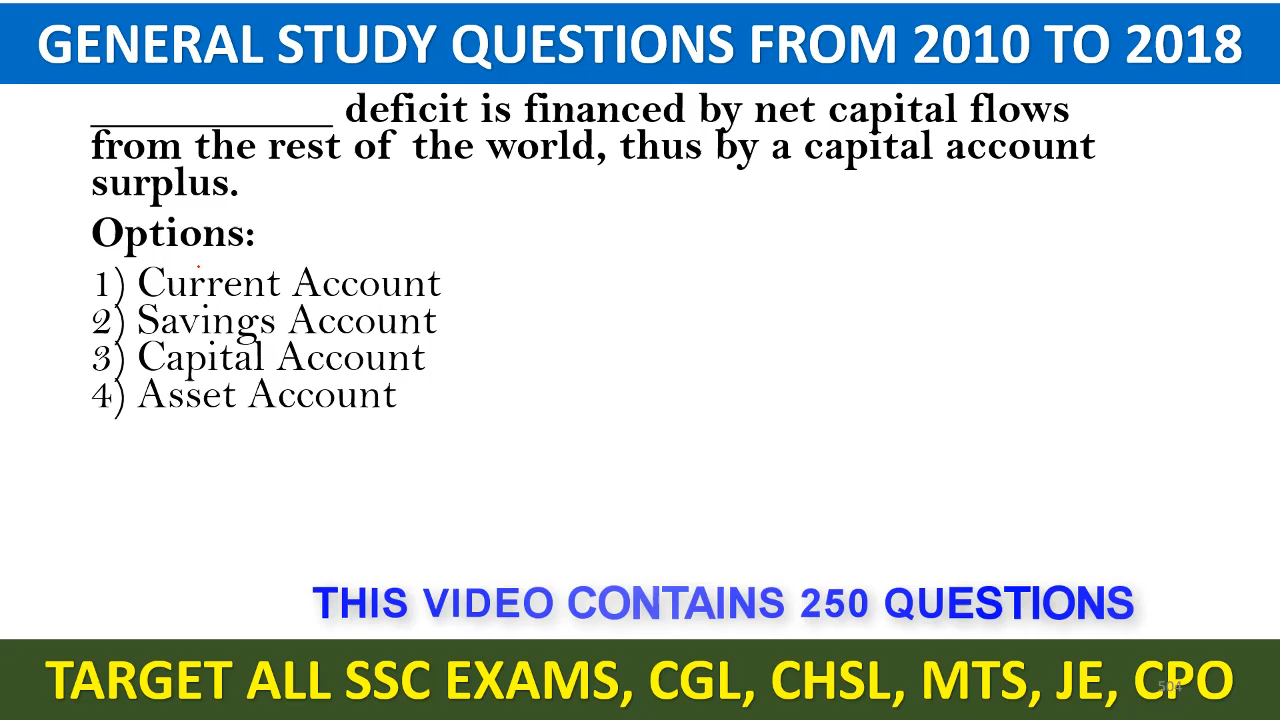 GENERAL STUDY QUESTIONS FROM 2010 TO 2018
__________ deficit is financed by net capital flows
from the rest of the world, thus by a capital account
surplus.
Options:
1) Current Account
2) Savings Account
3) Capital Account
4) Asset Account
THIS VIDEO CONTAINS 250 QUESTIONS
TARGET ALL SSC EXAMS, CGL, CHSL, MTS, JE, CPO
504